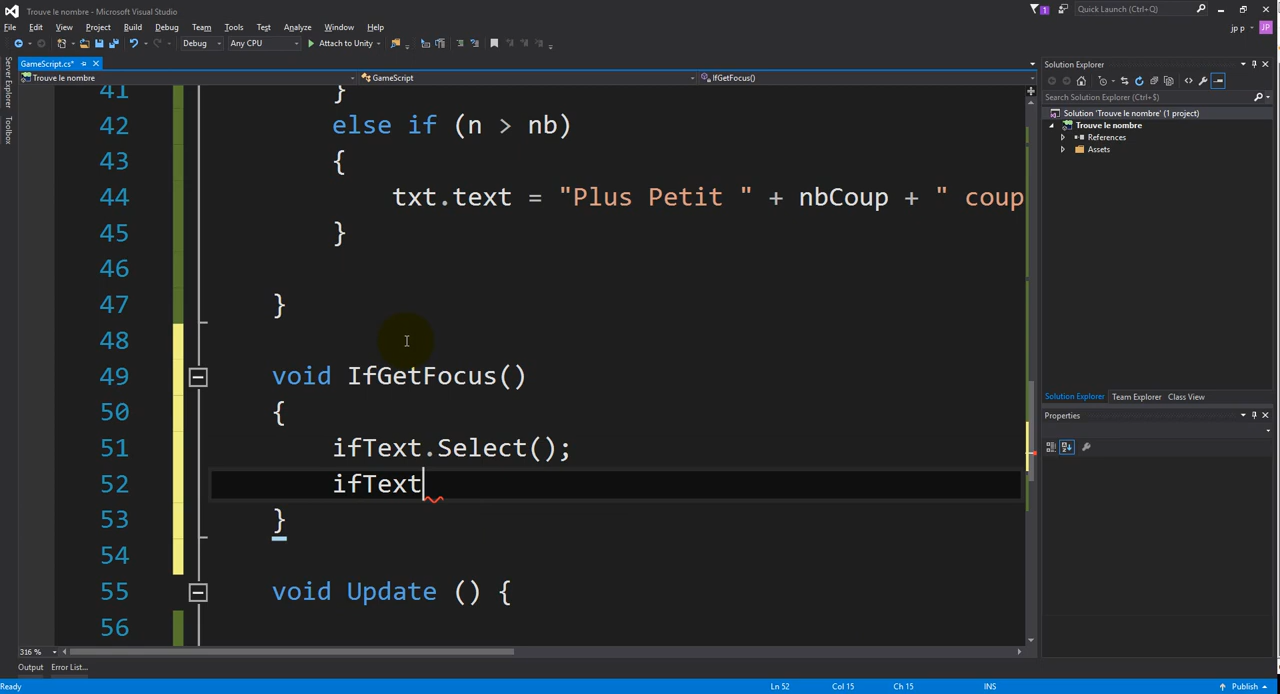 Trouve le nombre - Microsoft Visual Studio
1
Quick Launch (Ctrl+Q)
File Edit View Project Build Debug Team Tools Test Analyze Window Help
jp p JP
Debug Any CPU Attach to Unity
Server Explorer
Toolbox
GameScript.cs*
Trouve le nombre GameScript IfGetFocus()
41 }
42 else if (n > nb)
43 {
44 txt.text = "Plus Petit " + nbCoup + " coup
45 }
46
47 }
48
49 void IfGetFocus()
50 {
51 ifText.Select();
52 ifText
53 }
54
55 void Update () {
56
316 %
Output Error List...
Ready Ln 52 Col 15 Ch 15 INS Publish
Solution Explorer
Search Solution Explorer (Ctrl+$)
Solution 'Trouve le nombre' (1 project)
Trouve le nombre
References
Assets
Solution Explorer Team Explorer Class View
Properties